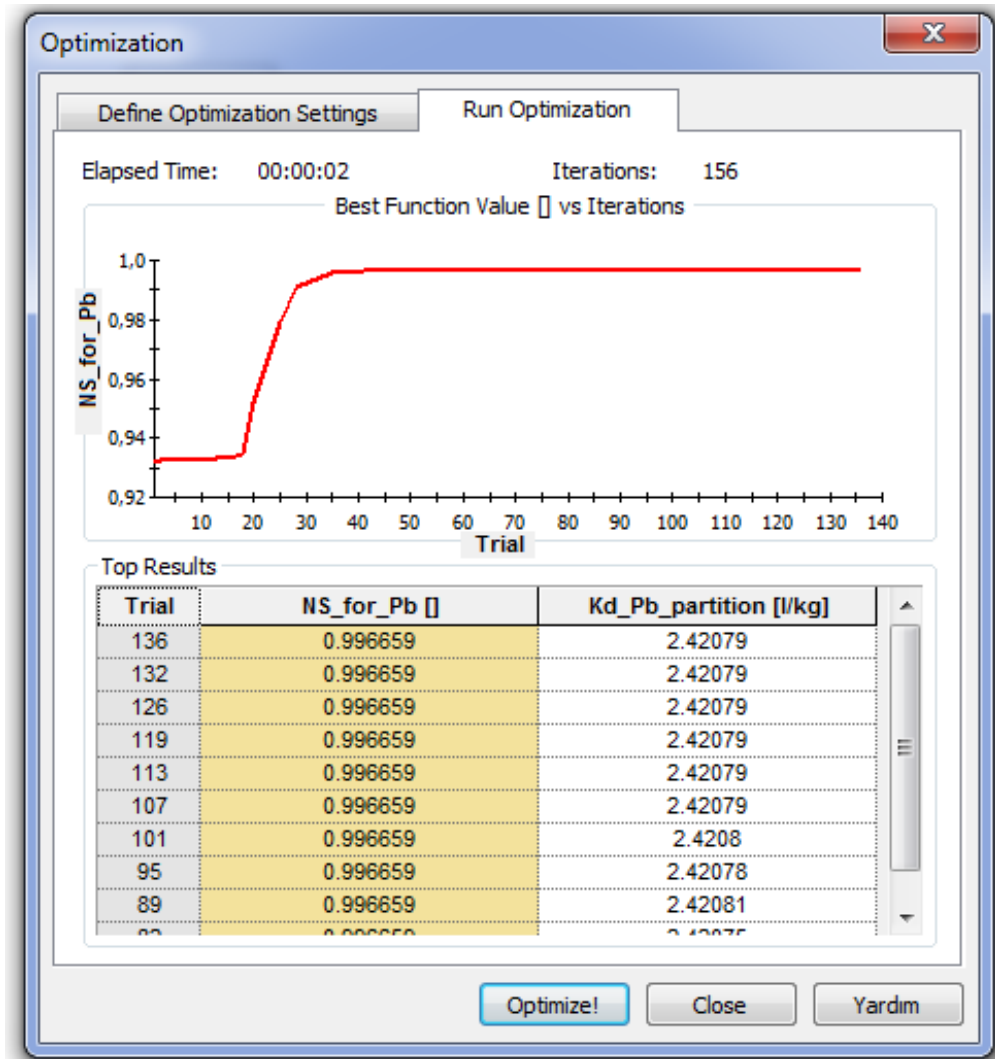 Optimization
X
Define Optimization Settings Run Optimization
Elapsed Time: 00:00:02 Iterations: 156
Best Function Value [] vs Iterations
NS_for_Pb
1,0
0,98
0,96
0,94
0,92
10 20 30 40 50 60 70 80 90 100 110 120 130 140
Trial
Top Results
Trial NS_for_Pb [] Kd_Pb_partition [l/kg]
136 0.996659 2.42079
132 0.996659 2.42079
126 0.996659 2.42079
119 0.996659 2.42079
113 0.996659 2.42079
107 0.996659 2.42079
101 0.996659 2.4208
95 0.996659 2.42078
89 0.996659 2.42081
Optimize! Close Yardım